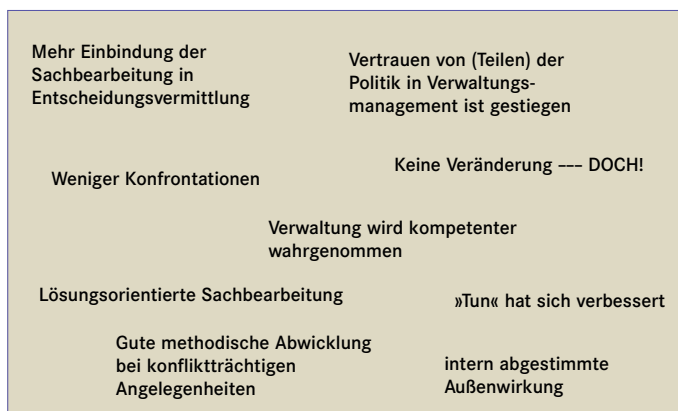 Mehr Einbindung der
Sachbearbeitung in
Entscheidungsvermittlung
Vertrauen von (Teilen) der
Politik in Verwaltungs-
management ist gestiegen
Weniger Konfrontationen
Keine Veränderung --- DOCH!
Verwaltung wird kompetenter
wahrgenommen
Lösungsorientierte Sachbearbeitung
»Tun« hat sich verbessert
Gute methodische Abwicklung
bei konfliktträchtigen
Angelegenheiten
intern abgestimmte
Außenwirkung